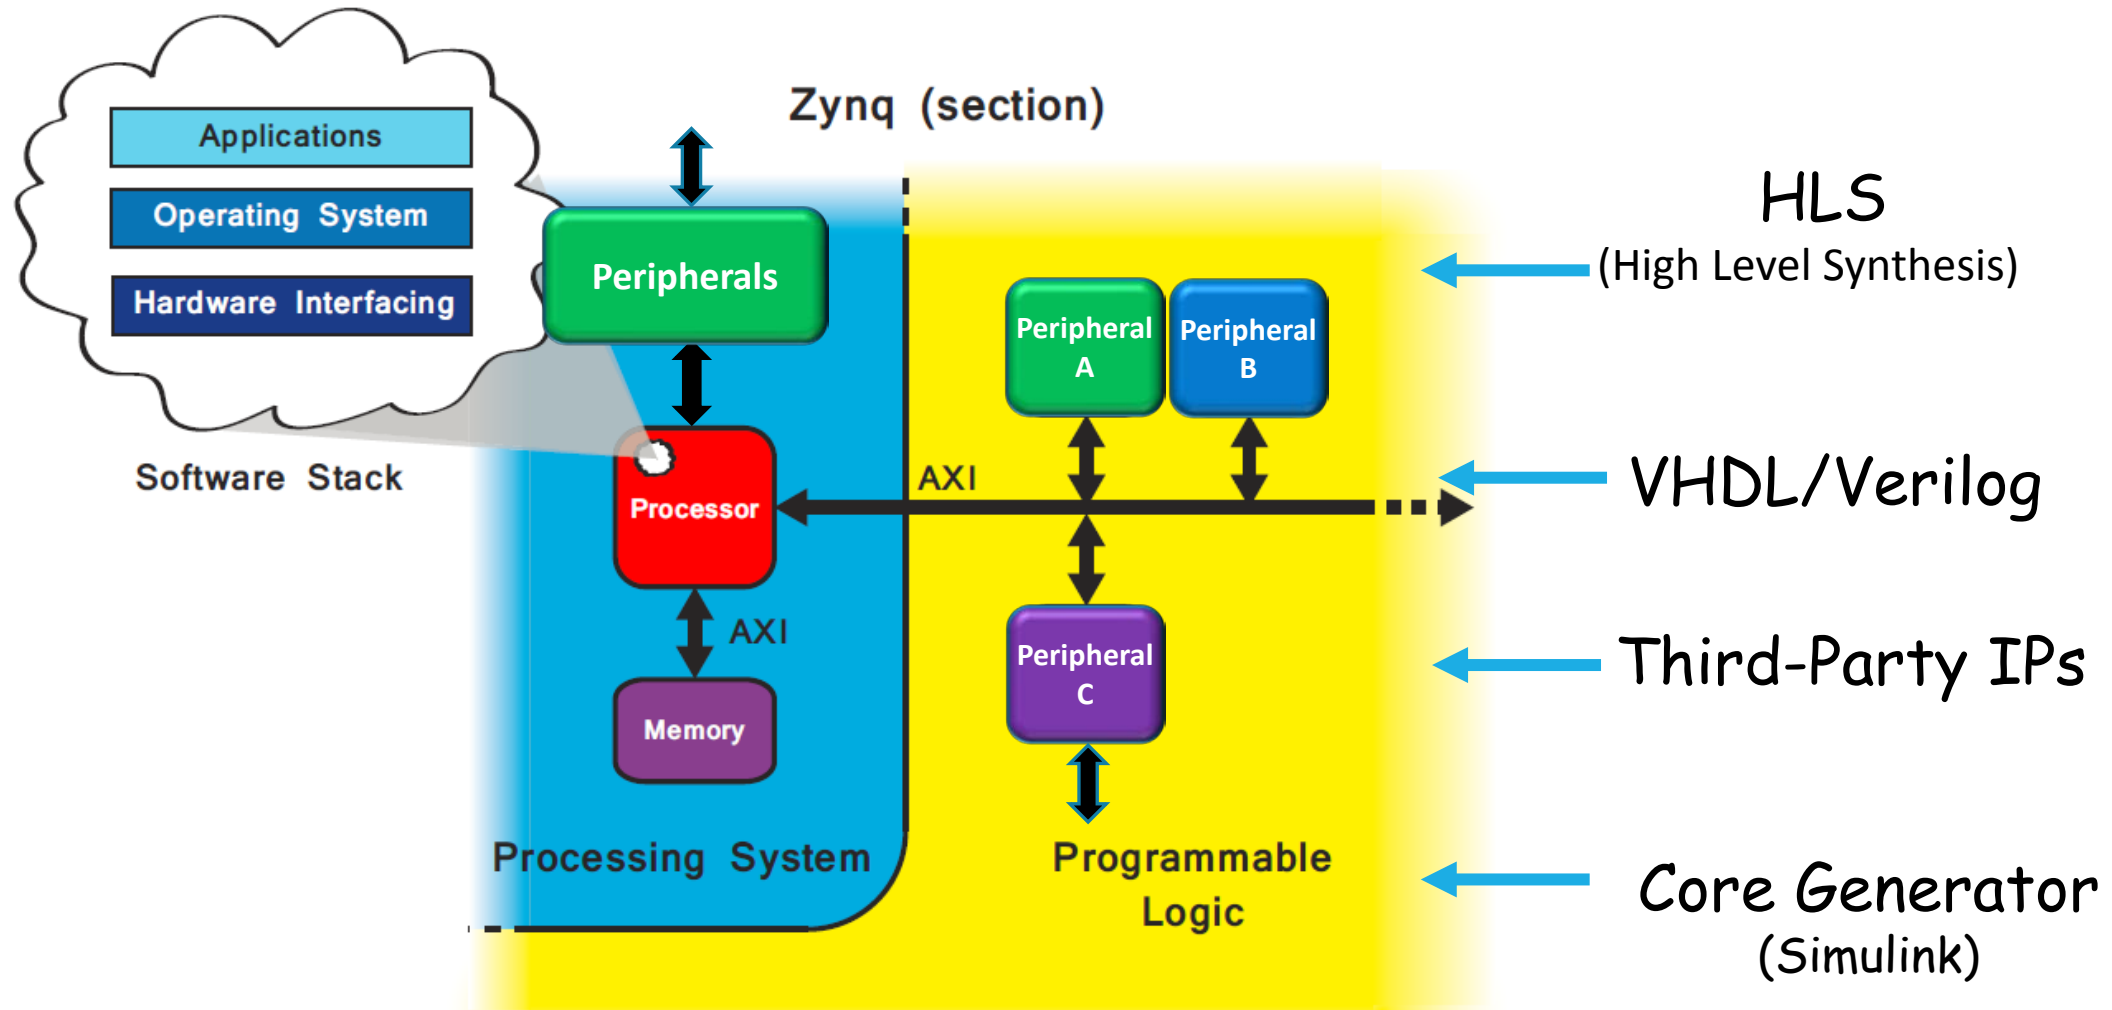 Zynq (section)
Applications
Operating System
Hardware Interfacing
Software Stack
Peripherals
Processor
AXI
Memory
Processing System
AXI
Peripheral
A
Peripheral
B
Peripheral
C
Programmable
Logic
HLS
(High Level Synthesis)
VHDL/Verilog
Third-Party IPs
Core Generator
(Simulink)